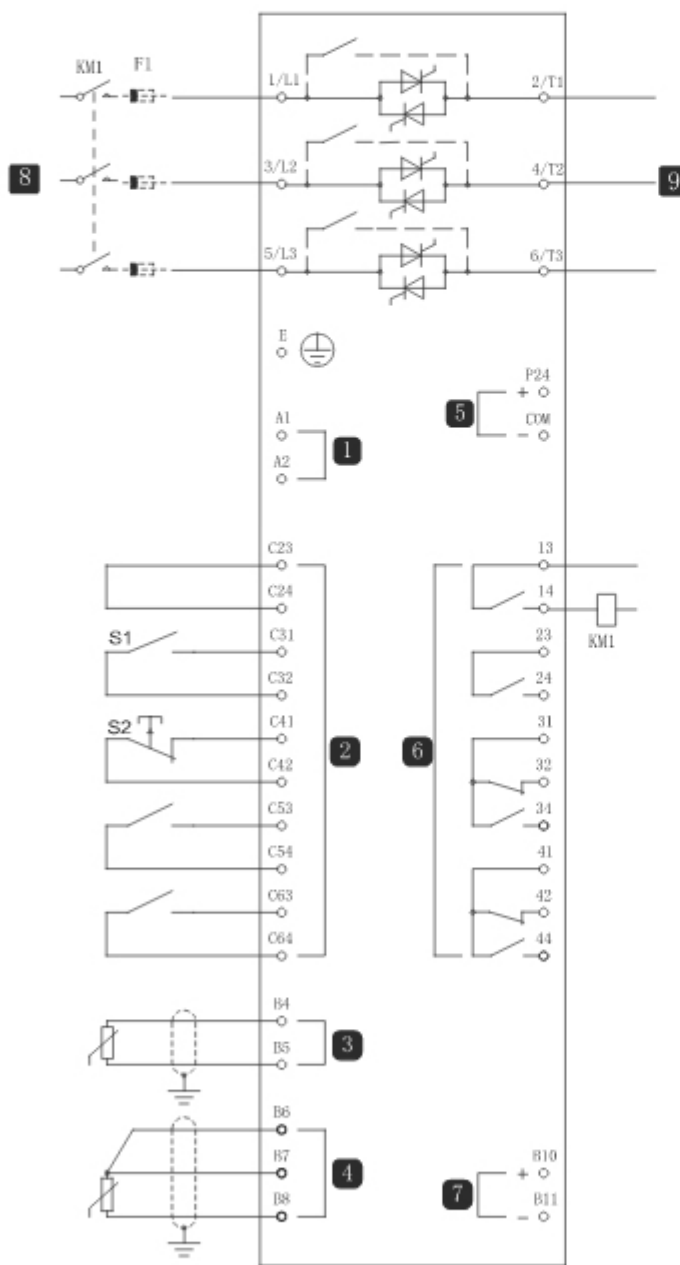 KM1 F1
1/L1 2/T1
3/L2 4/T2
8 9
5/L3 6/T3
E
P24
+
5
A1 COM
-
1
A2
C23 13
C24 14
S1 C31 23 KM1
C32 24
S2 C41 31
2 6
C42 32
C53 34
C54 41
C63 42
C64 44
B4
3
B5
B6
B7 B10
4 7 +
B8 B11
-